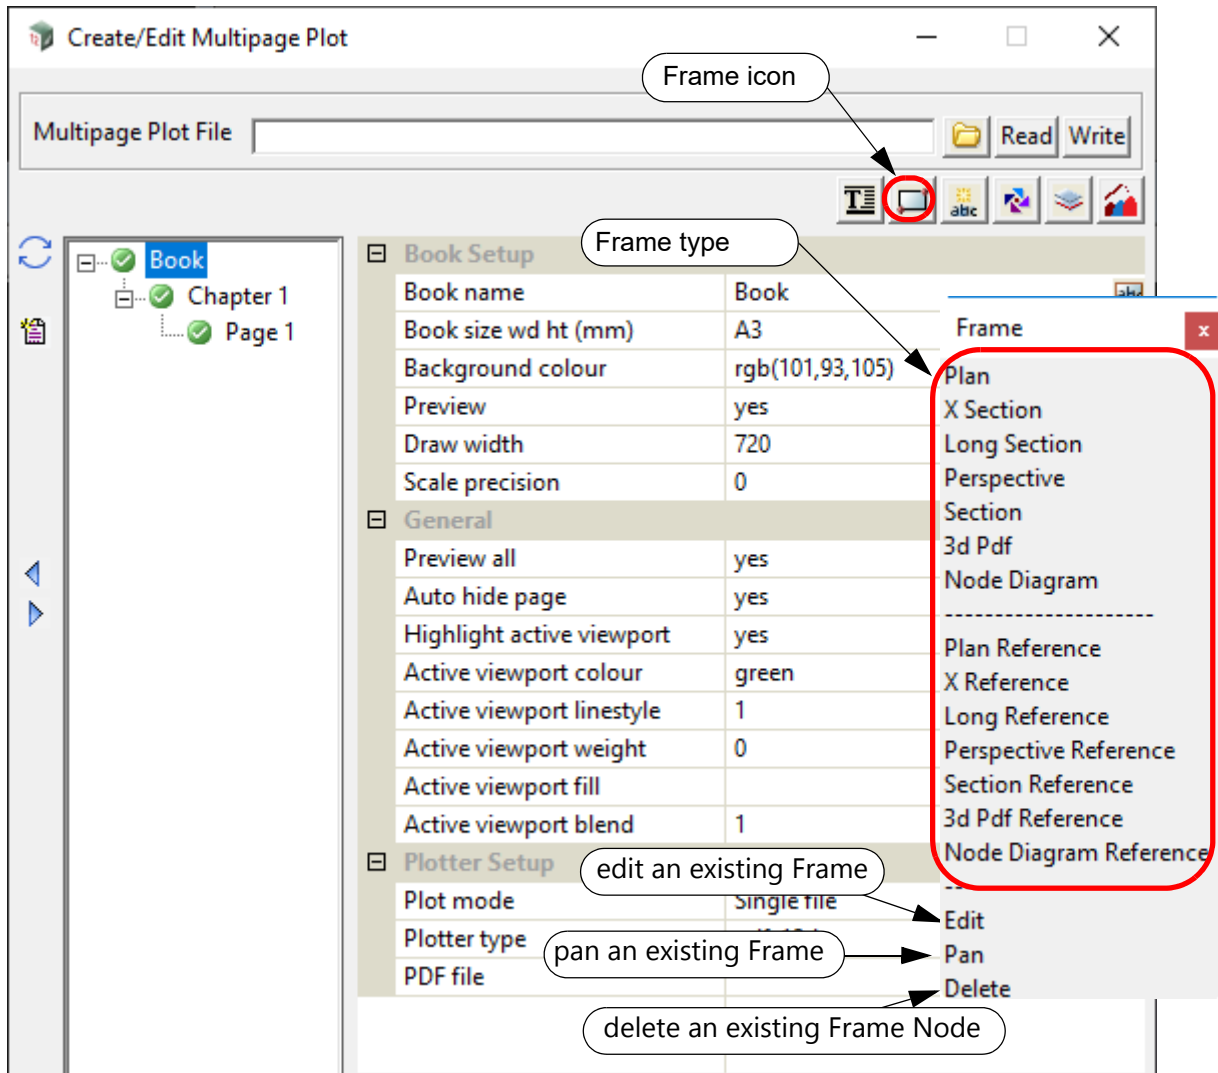 Create/Edit Multipage Plot
Frame icon
Multipage Plot File
Read
Write
T
abc
Frame type
Book
Chapter 1
Page 1
Book Setup
Book name Book
Book size wd ht (mm) A3
Background colour rgb(101,93,105)
Preview yes
Draw width 720
Scale precision 0
General
Preview all yes
Auto hide page yes
Highlight active viewport yes
Active viewport colour green
Active viewport linestyle 1
Active viewport weight 0
Active viewport fill
Active viewport blend 1
Plotter Setup
Plot mode Single file
Plotter type
PDF file
Frame x
Plan
X Section
Long Section
Perspective
Section
3d Pdf
Node Diagram
---------------------
Plan Reference
X Reference
Long Reference
Perspective Reference
Section Reference
3d Pdf Reference
Node Diagram Reference
Edit
Pan
Delete
edit an existing Frame
pan an existing Frame
delete an existing Frame Node